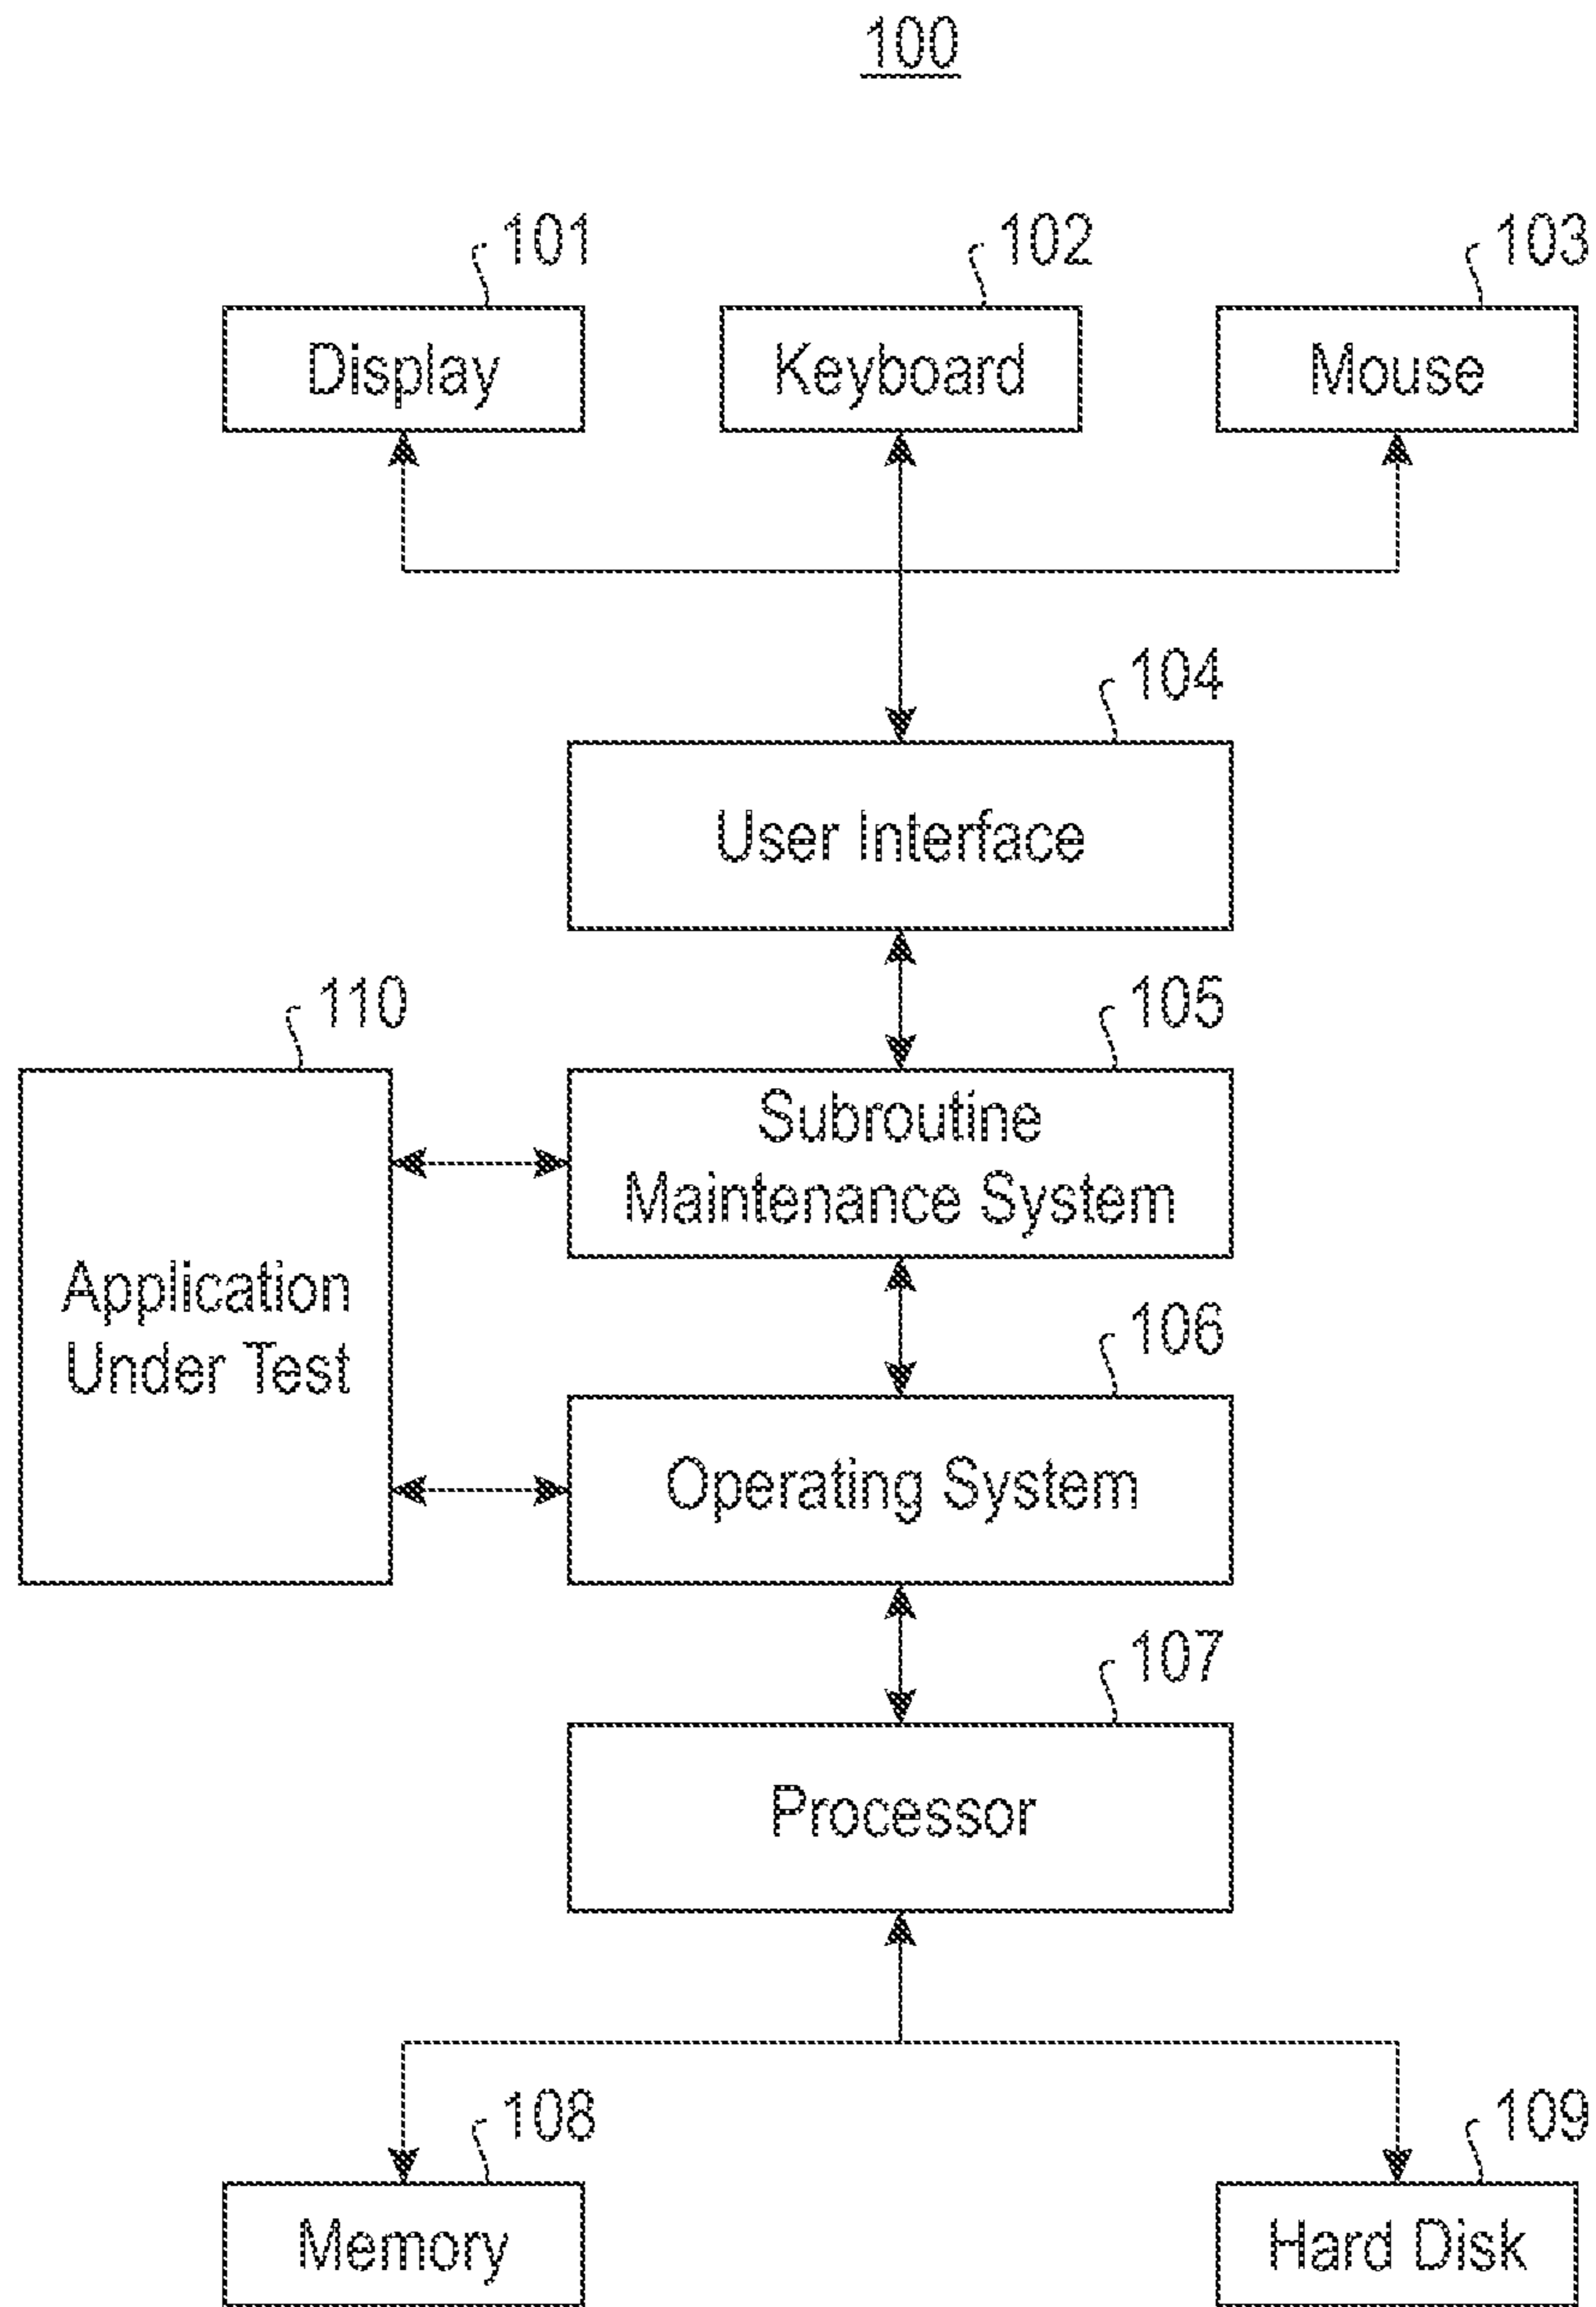 100
101
102
103
Display
Keyboard
Mouse
104
User Interface
110
105
Subroutine
Maintenance System
Application
Under Test
106
Operating System
107
Processor
108
109
Memory
Hard Disk